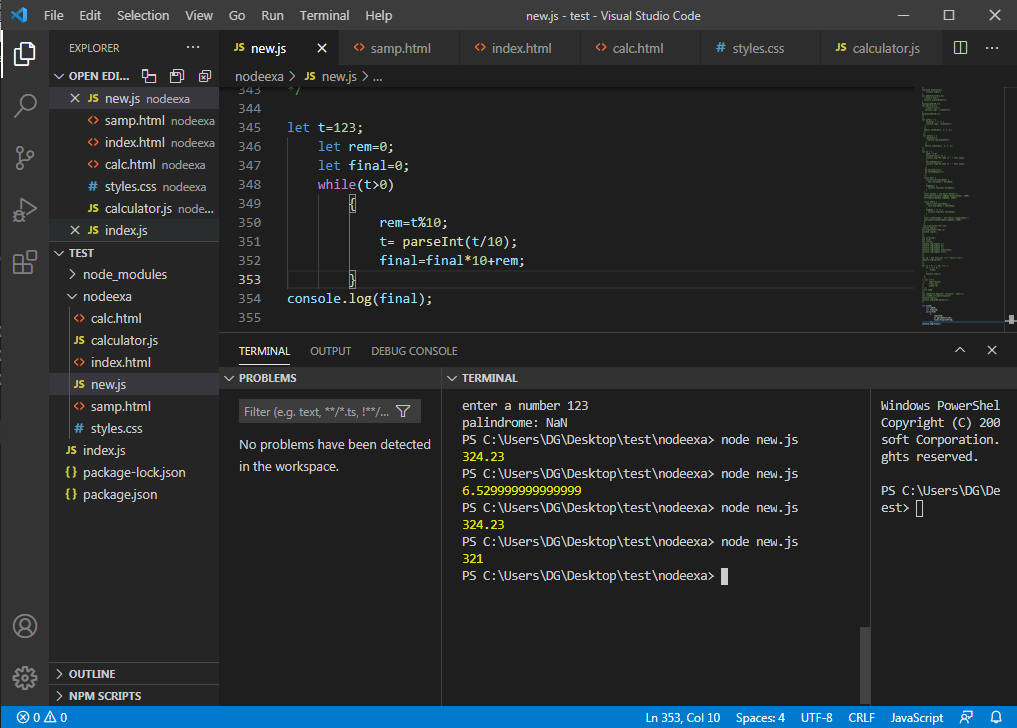 File Edit Selection View Go Run Terminal Help new.js - test - Visual Studio Code
EXPLORER ...
JS new.js
<> samp.html
<> index.html
<> calc.html
# styles.css
JS calculator.js
...
OPEN EDI...
JS new.js nodeexa
<> samp.html nodeexa
<> index.html nodeexa
<> calc.html nodeexa
# styles.css nodeexa
JS calculator.js node...
JS index.js
TEST
node_modules
nodeexa
<> calc.html
JS calculator.js
<> index.html
JS new.js
<> samp.html
# styles.css
JS index.js
{} package-lock.json
{} package.json
OUTLINE
NPM SCRIPTS
nodeexa > JS new.js > ...
343 */
344
345 let t=123;
346 let rem=0;
347 let final=0;
348 while(t>0)
349 {
350 rem=t%10;
351 t= parseInt(t/10);
352 final=final*10+rem;
353 }
354 console.log(final);
355
TERMINAL OUTPUT DEBUG CONSOLE
PROBLEMS
Filter (e.g. text, **/*.ts, !**/...
No problems have been detected
in the workspace.
TERMINAL
enter a number 123
palindrome: NaN
PS C:\Users\DG\Desktop\test\nodeexa> node new.js
324.23
PS C:\Users\DG\Desktop\test\nodeexa> node new.js
6.529999999999999
PS C:\Users\DG\Desktop\test\nodeexa> node new.js
324.23
PS C:\Users\DG\Desktop\test\nodeexa> node new.js
321
PS C:\Users\DG\Desktop\test\nodeexa>
Windows PowerShel
Copyright (C) 200
soft Corporation.
ghts reserved.
PS C:\Users\DG\De
est>
0 0
Ln 353, Col 10 Spaces: 4 UTF-8 CRLF JavaScript